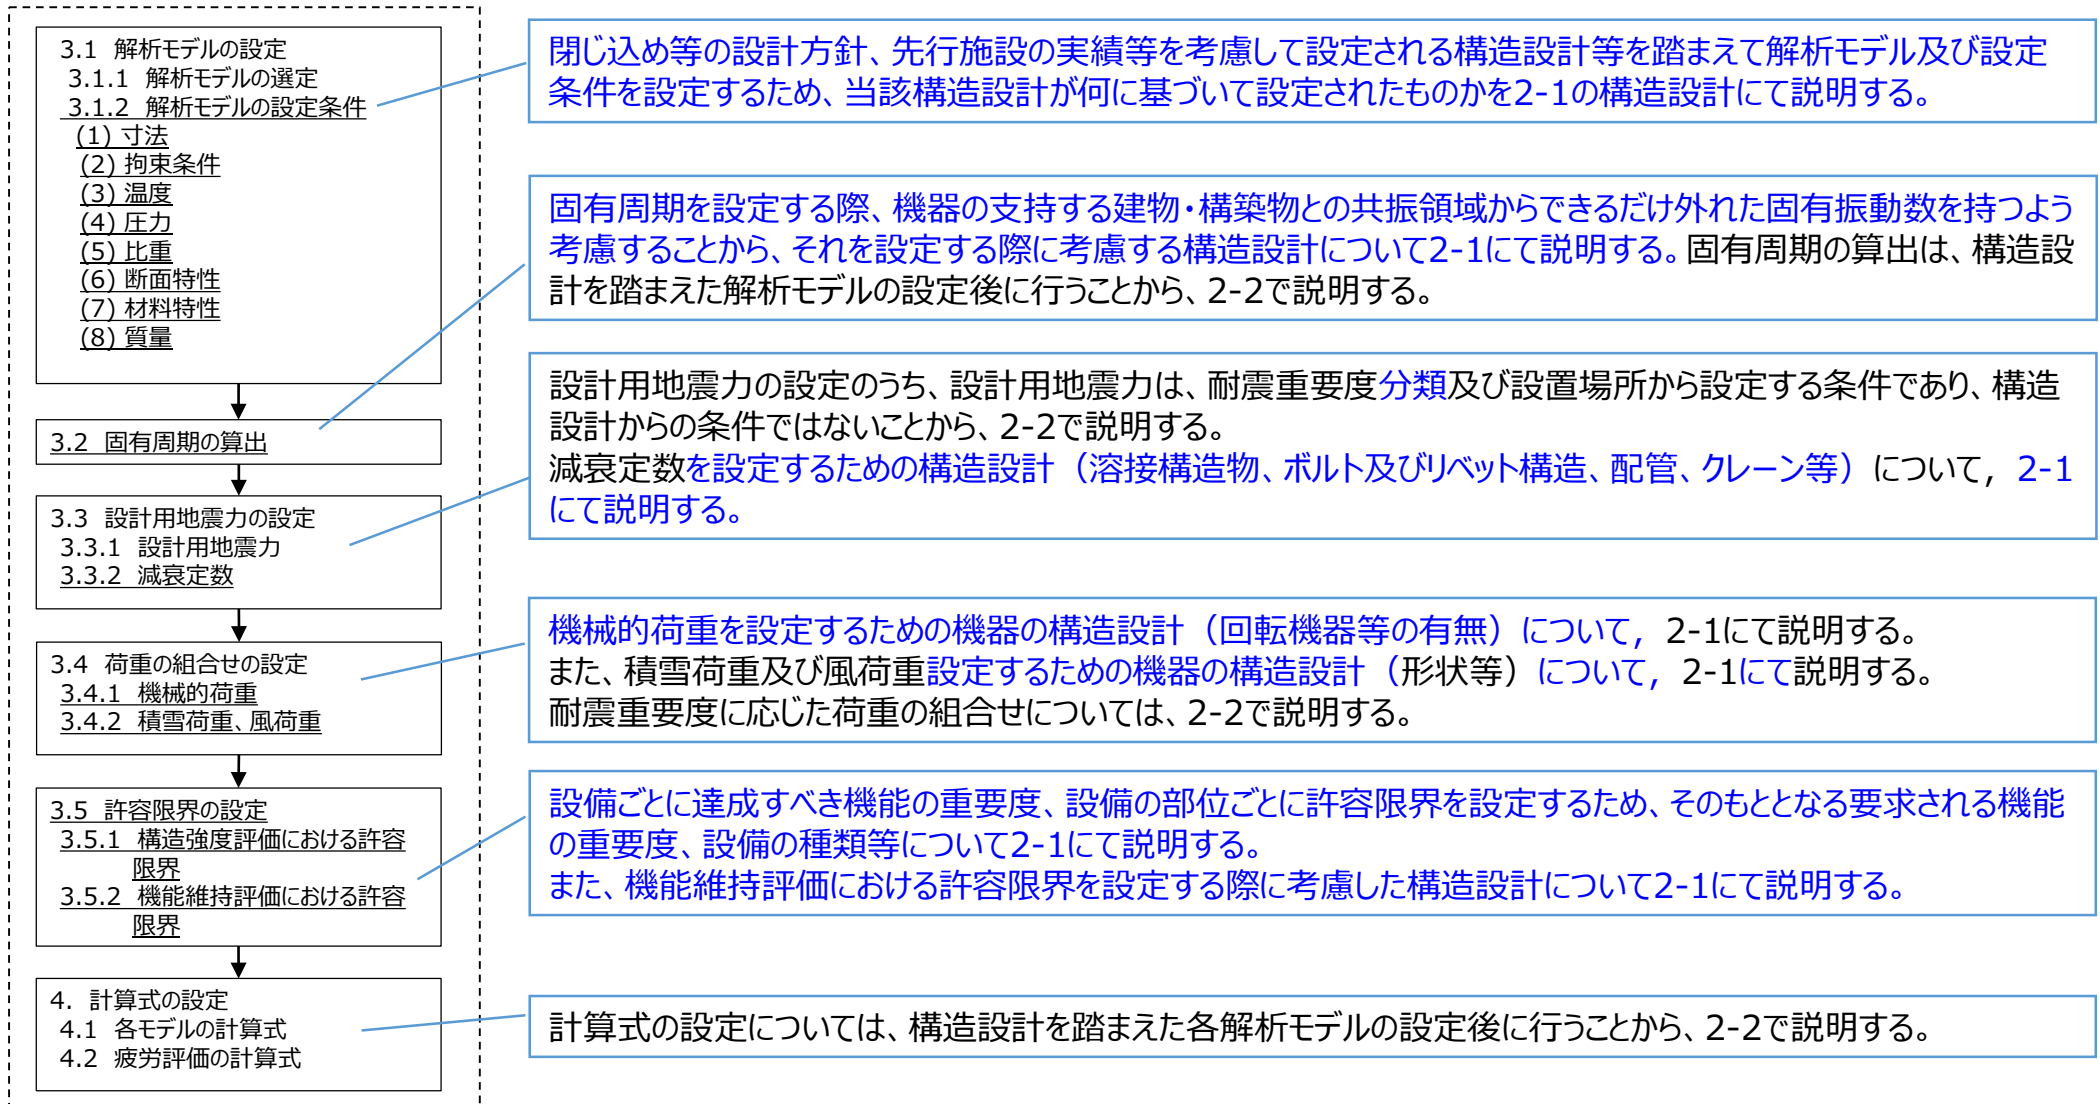 3.1 解析モデルの設定
3.1.1 解析モデルの選定
3.1.2 解析モデルの設定条件
(1) 寸法
(2) 拘束条件
(3) 温度
(4) 圧力
(5) 比重
(6) 断面特性
(7) 材料特性
(8) 質量
閉じ込め等の設計方針、先行施設の実績等を考慮して設定される構造設計等を踏まえて解析モデル及び設定
条件を設定するため、当該構造設計が何に基づいて設定されたものかを2-1の構造設計にて説明する。
3.2 固有周期の算出
固有周期を設定する際、機器の支持する建物・構築物との共振領域からできるだけ外れた固有振動数を持つよう
考慮することから、それを設定する際に考慮する構造設計について2-1にて説明する。固有周期の算出は、構造設
計を踏まえた解析モデルの設定後に行うことから、2-2で説明する。
3.3 設計用地震力の設定
3.3.1 設計用地震力
3.3.2 減衰定数
設計用地震力の設定のうち、設計用地震力は、耐震重要度分類及び設置場所から設定する条件であり、構造
設計からの条件ではないことから、2-2で説明する。
減衰定数を設定するための構造設計（溶接構造物、ボルト及びリベット構造、配管、クレーン等）について，2-1
にて説明する。
3.4 荷重の組合せの設定
3.4.1 機械的荷重
3.4.2 積雪荷重、風荷重
機械的荷重を設定するための機器の構造設計（回転機器等の有無）について，2-1にて説明する。
また、積雪荷重及び風荷重設定するための機器の構造設計（形状等）について，2-1にて説明する。
耐震重要度に応じた荷重の組合せについては、2-2で説明する。
3.5 許容限界の設定
3.5.1 構造強度評価における許容
限界
3.5.2 機能維持評価における許容
限界
設備ごとに達成すべき機能の重要度、設備の部位ごとに許容限界を設定するため、そのもととなる要求される機能
の重要度、設備の種類等について2-1にて説明する。
また、機能維持評価における許容限界を設定する際に考慮した構造設計について2-1にて説明する。
4. 計算式の設定
4.1 各モデルの計算式
4.2 疲労評価の計算式
計算式の設定については、構造設計を踏まえた各解析モデルの設定後に行うことから、2-2で説明する。